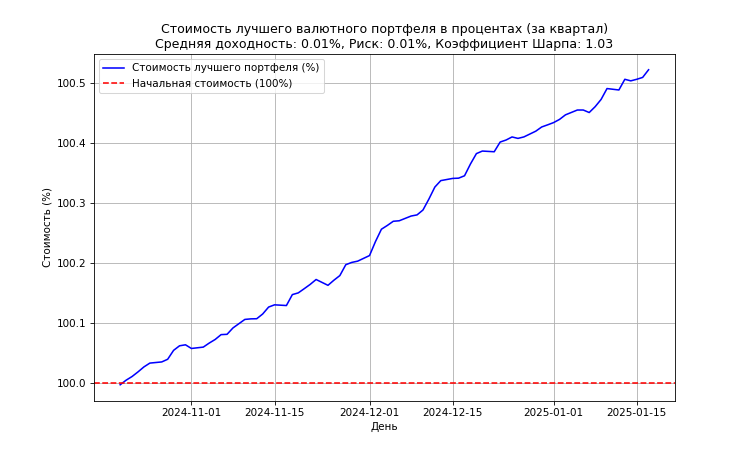 Стоимость лучшего валютного портфеля в процентах (за квартал)
Средняя доходность: 0.01%, Риск: 0.01%, Коэффициент Шарпа: 1.03
Стоимость лучшего портфеля (%)
Начальная стоимость (100%)
Стоимость (%)
100.5
100.4
100.3
100.2
100.1
100.0
2024-11-01
2024-11-15
2024-12-01
2024-12-15
2025-01-01
2025-01-15
День